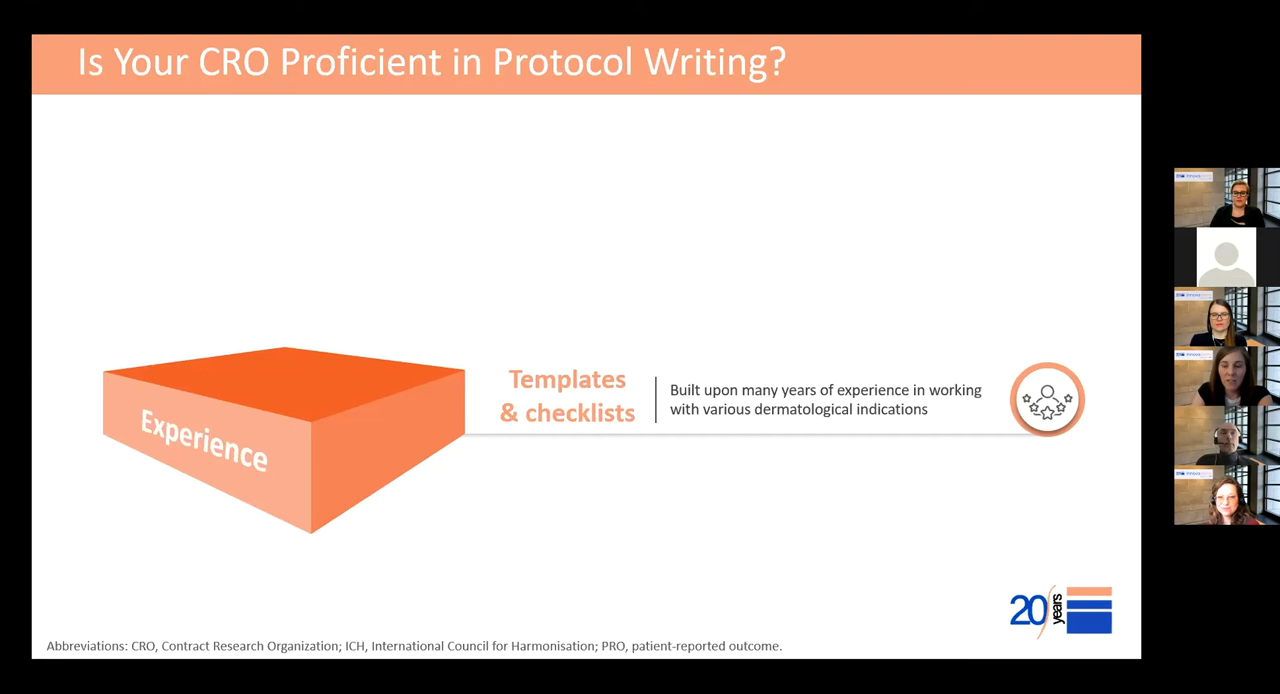 Is Your CRO Proficient in Protocol Writing?
Templates
& checklists
Built upon many years of experience in working
with various dermatological indications
Experience
20 years
Abbreviations: CRO, Contract Research Organization; ICH, International Council for Harmonisation; PRO, patient-reported outcome.